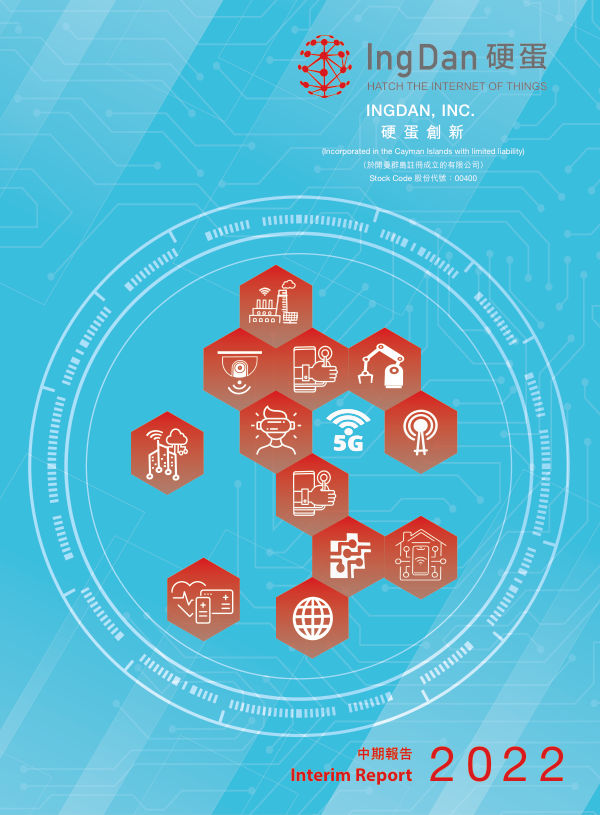 IngDan 硬蛋
HATCH THE INTERNET OF THINGS
INGDAN, INC.
硬蛋創新
(Incorporated in the Cayman Islands with limited liability)
(於開曼群島註冊成立的有限公司)
Stock Code 股份代號：00400
5G
中期報告
Interim Report 2022